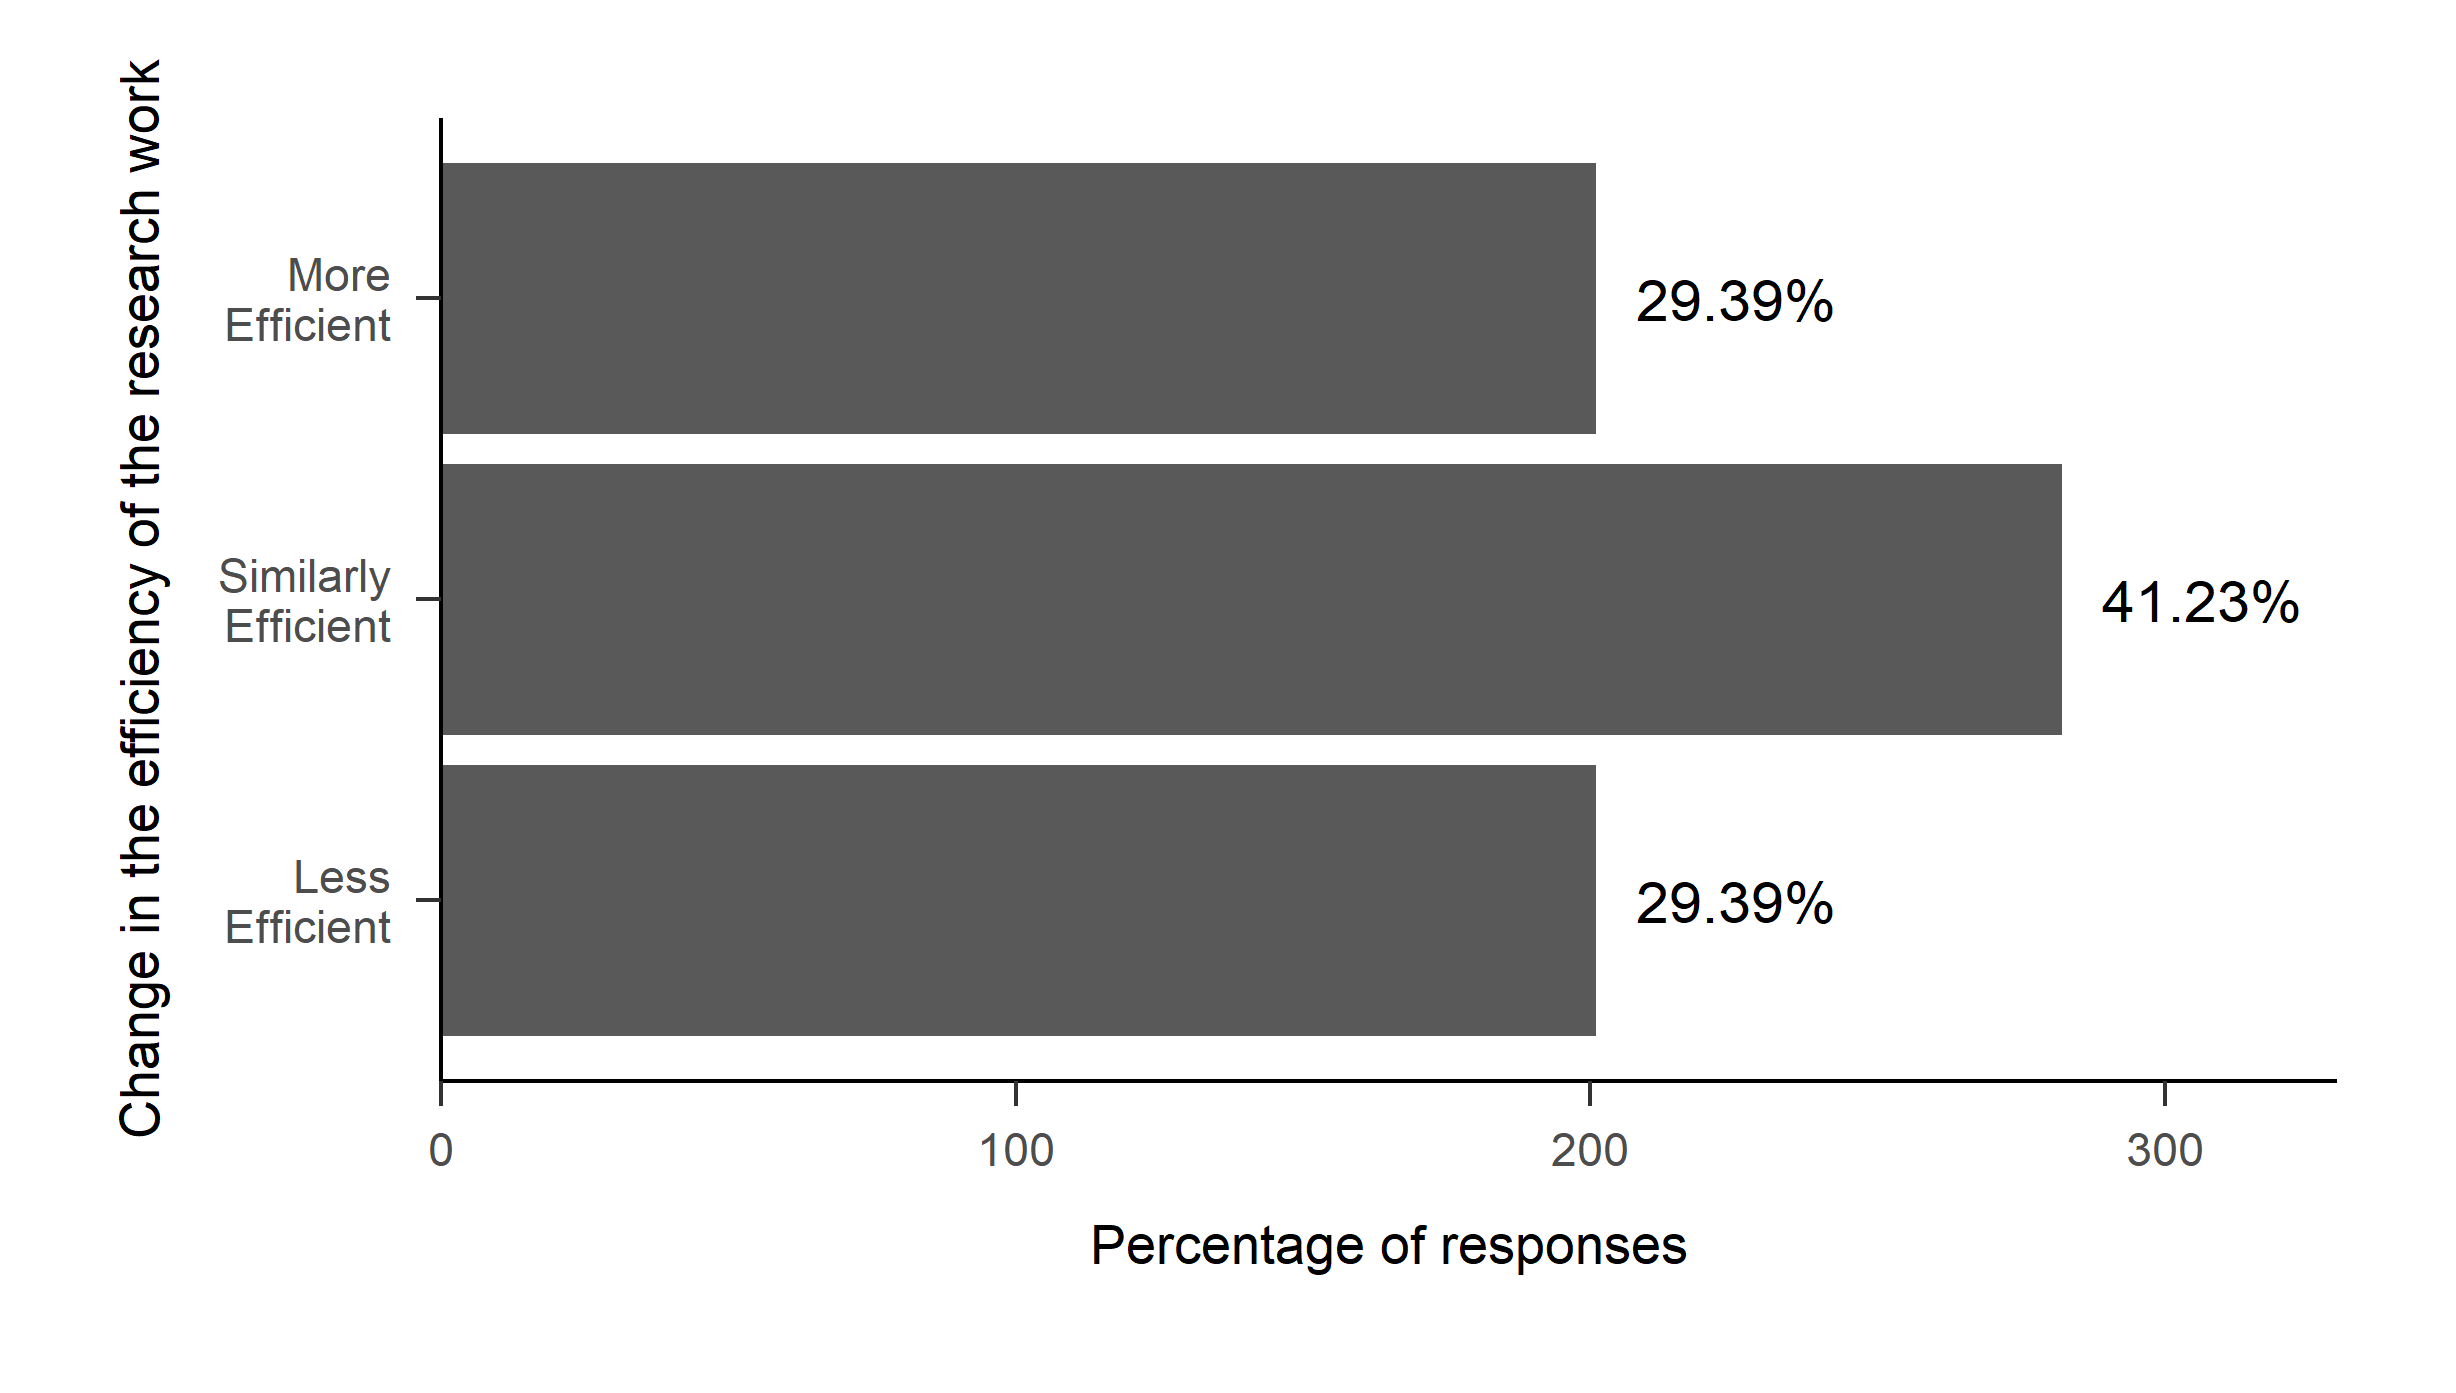 Change in the efficiency of the research work
More
Efficient
29.39%
Similarly
Efficient
41.23%
Less
Efficient
29.39%
0 100 200 300
Percentage of responses